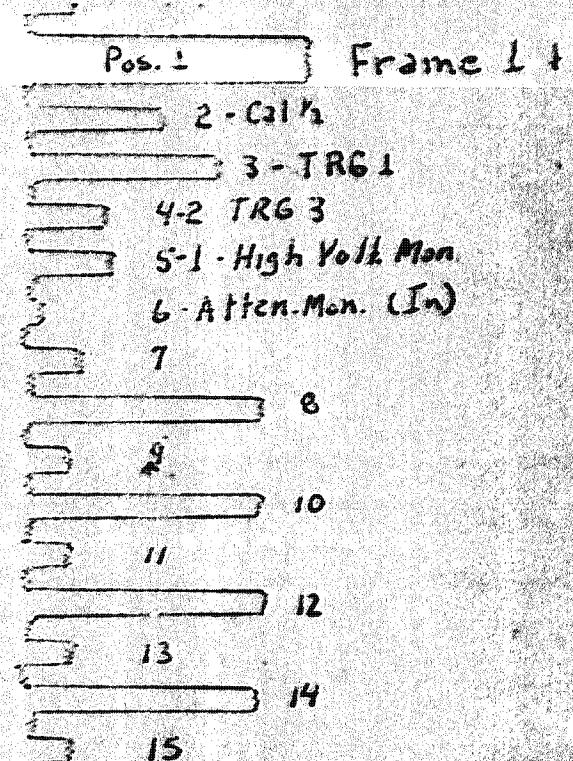 Pos. 1 Frame 1
2 - Cal 1/2
3 - TRG 1
4-2 TRG 3
5-1 - High Volt Mon.
6 - Atten. Mon. (In)
7
8
9
10
11
12
13
14
15